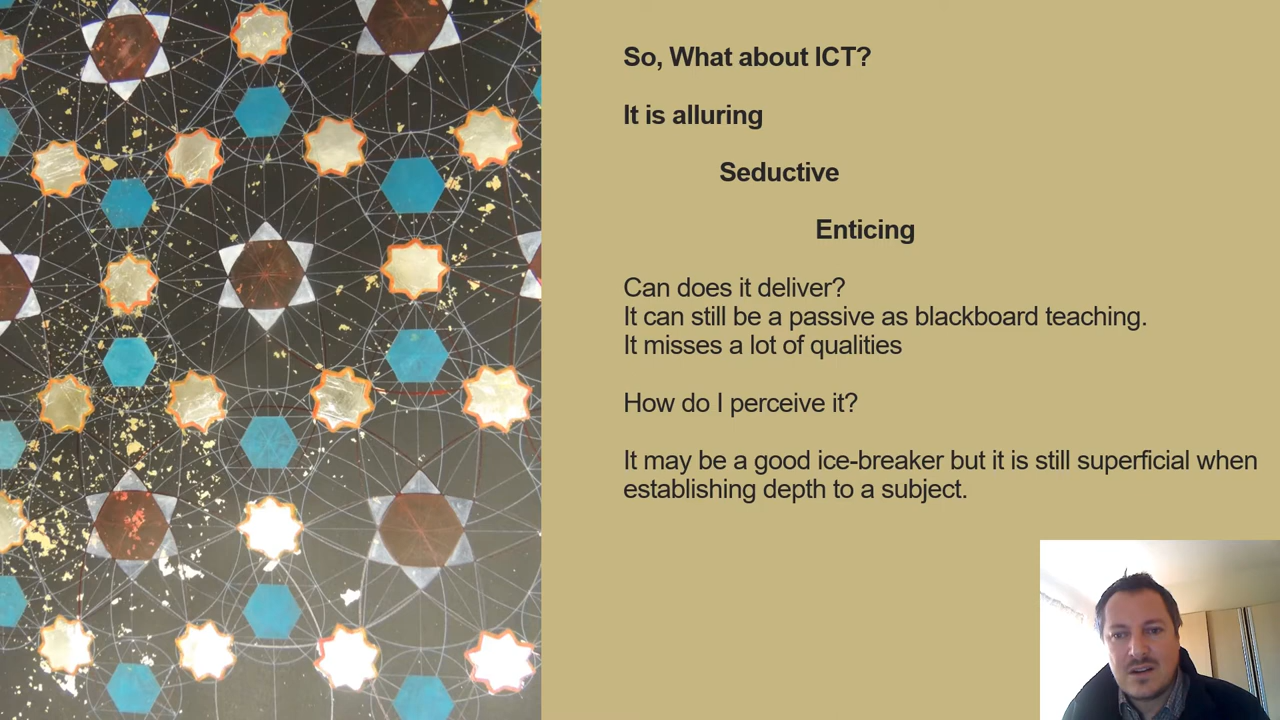 So, What about ICT?
It is alluring
Seductive
Enticing
Can does it deliver?
It can still be a passive as blackboard teaching.
It misses a lot of qualities
How do I perceive it?
It may be a good ice-breaker but it is still superficial when
establishing depth to a subject.